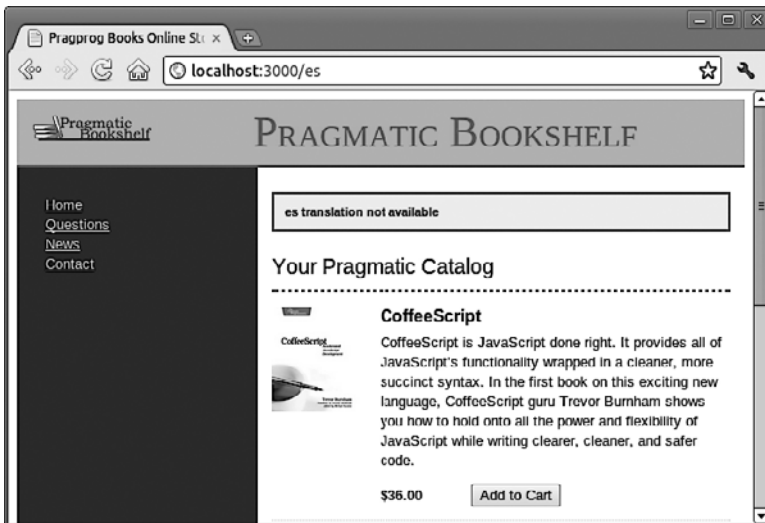 Pragprog Books Online St
localhost:3000/es
Pragmatic
Bookshelf
PRAGMATIC BOOKSHELF
Home
Questions
News
Contact
es translation not available
Your Pragmatic Catalog
CoffeeScript
CoffeeScript
CoffeeScript is JavaScript done right. It provides all of
JavaScript's functionality wrapped in a cleaner, more
succinct syntax. In the first book on this exciting new
language, CoffeeScript guru Trevor Burnham shows
you how to hold onto all the power and flexibility of
JavaScript while writing clearer, cleaner, and safer
code.
Trevor Burnham
$36.00
Add to Cart